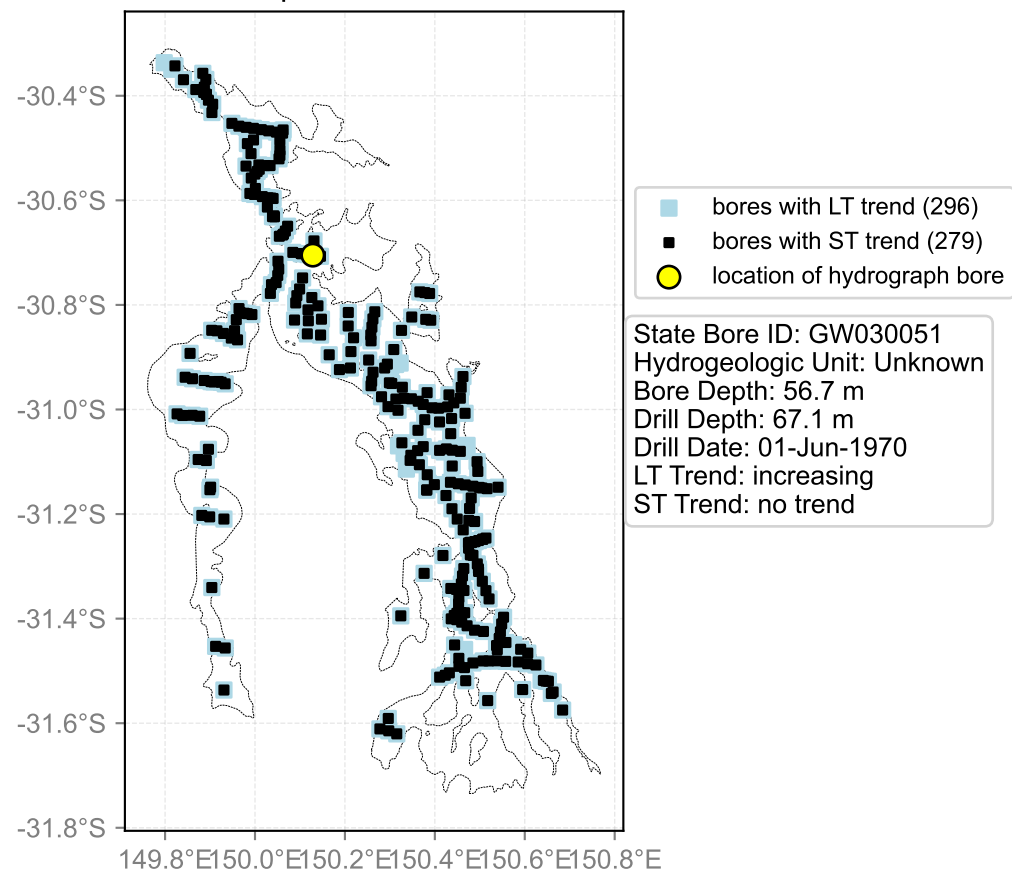 -30.4°S
-30.6°S
-30.8°S
-31.0°S
-31.2°S
-31.4°S
-31.6°S
-31.8°S
149.8°E150.0°E150.2°E150.4°E150.6°E150.8°E
bores with LT trend (296)
bores with ST trend (279)
location of hydrograph bore
State Bore ID: GW030051
Hydrogeologic Unit: Unknown
Bore Depth: 56.7 m
Drill Depth: 67.1 m
Drill Date: 01-Jun-1970
LT Trend: increasing
ST Trend: no trend